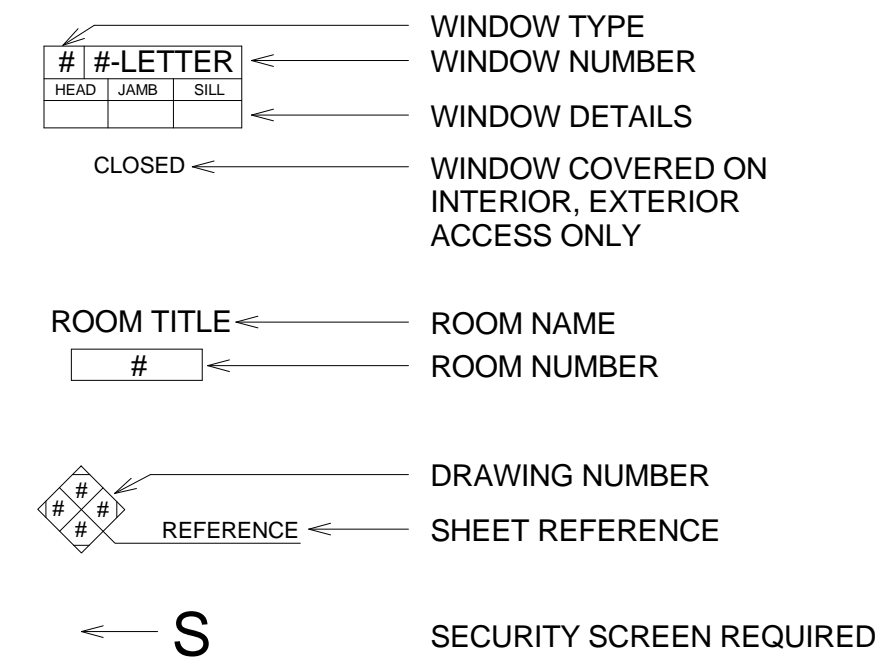 WINDOW TYPE
# #-LETTER WINDOW NUMBER
HEAD JAMB SILL
WINDOW DETAILS
CLOSED WINDOW COVERED ON
INTERIOR, EXTERIOR
ACCESS ONLY
ROOM TITLE ROOM NAME
# ROOM NUMBER
DRAWING NUMBER
#
# #
#
REFERENCE SHEET REFERENCE
S SECURITY SCREEN REQUIRED